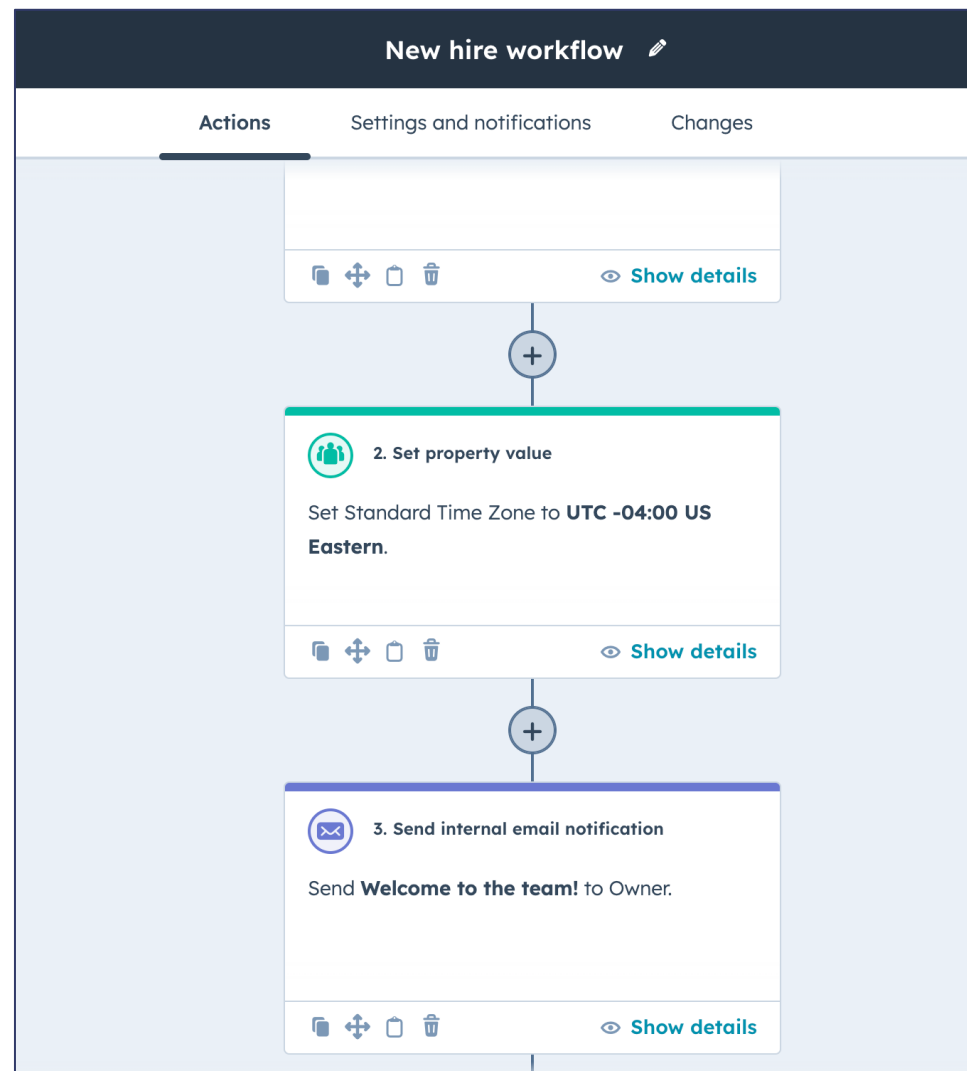 New hire workflow
Actions
Settings and notifications
Changes
Show details
2. Set property value
Set Standard Time Zone to UTC -04:00 US
Eastern.
Show details
3. Send internal email notification
Send Welcome to the team! to Owner.
Show details